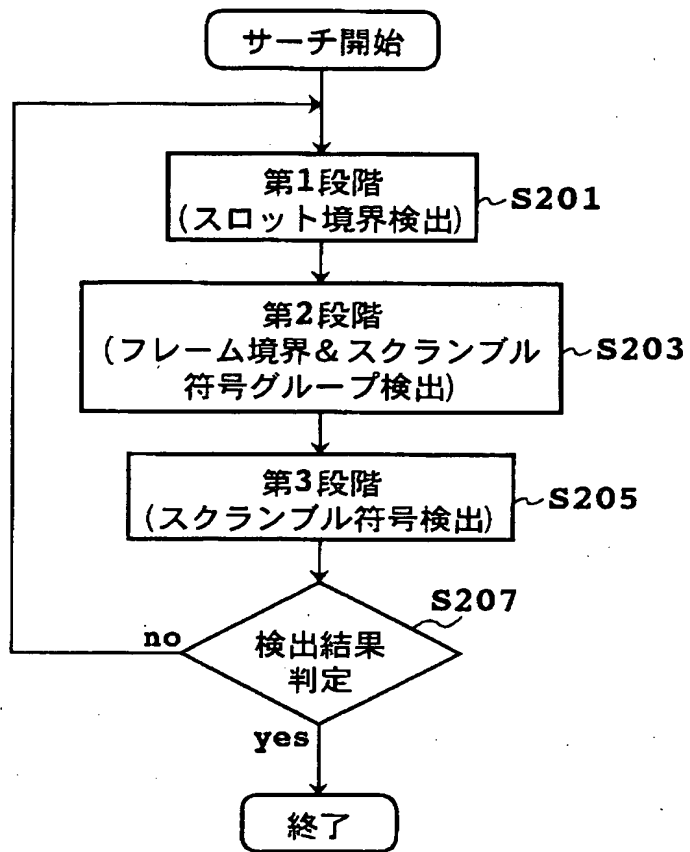 サーチ開始
第1段階
(スロット境界検出)
S201
第2段階
(フレーム境界&スクランブル
符号グループ検出)
S203
第3段階
(スクランブル符号検出)
S205
S207
no
検出結果
判定
yes
終了